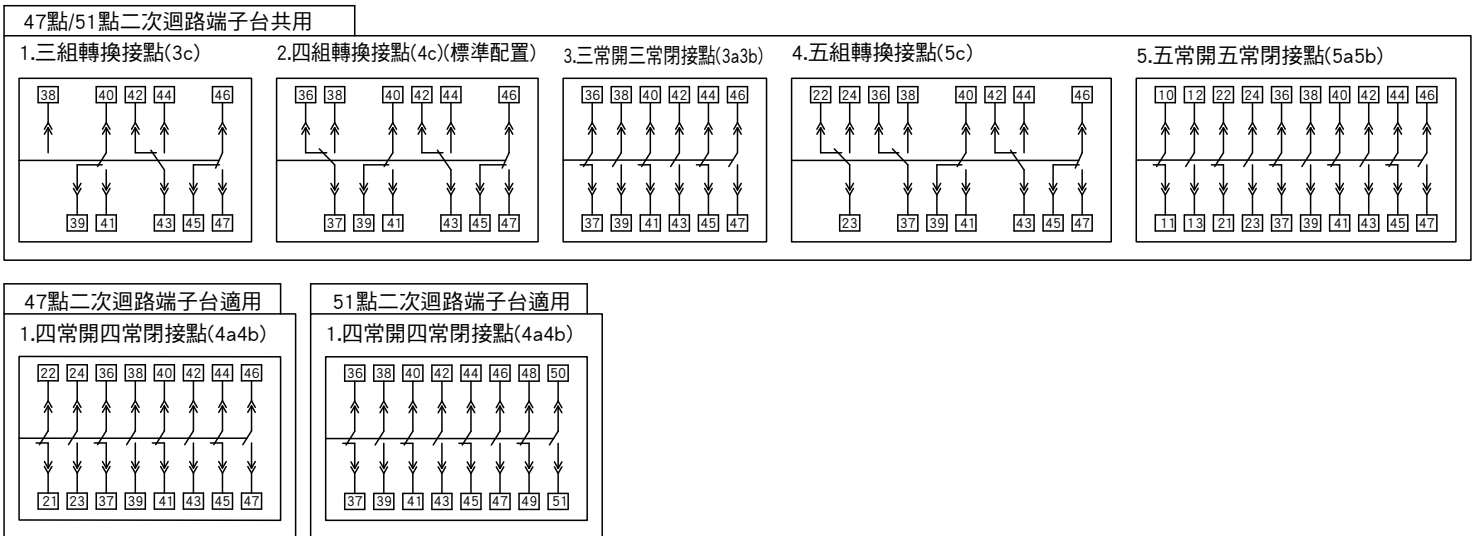 47點/51點二次迴路端子台共用
1.三組轉換接點(3c)
38 40 42 44 46
39 41 43 45 47
2.四組轉換接點(4c)(標準配置)
36 38 40 42 44 46
37 39 41 43 45 47
3.三常開三常閉接點(3a3b)
36 38 40 42 44 46
37 39 41 43 45 47
4.五組轉換接點(5c)
22 24 36 38 40 42 44 46
23 37 39 41 43 45 47
5.五常開五常閉接點(5a5b)
10 12 22 24 36 38 40 42 44 46
11 13 21 23 37 39 41 43 45 47
47點二次迴路端子台適用
1.四常開四常閉接點(4a4b)
22 24 36 38 40 42 44 46
21 23 37 39 41 43 45 47
51點二次迴路端子台適用
1.四常開四常閉接點(4a4b)
36 38 40 42 44 46 48 50
37 39 41 43 45 47 49 51